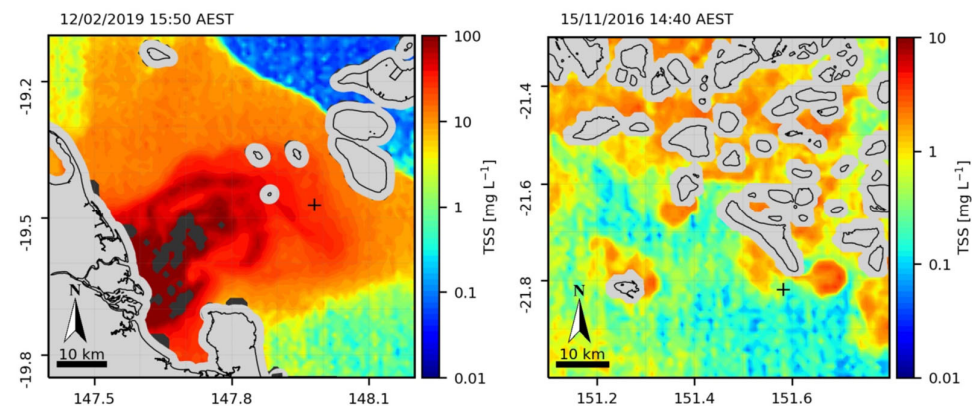 12/02/2019 15:50 AEST
-19.2
-19.5
-19.8
147.5
147.8
148.1
N
10 km
100
10
1
0.1
0.01
TSS [mg L⁻¹]
15/11/2016 14:40 AEST
-21.4
-21.6
-21.8
151.2
151.4
151.6
N
10 km
10
1
0.1
0.01
TSS [mg L⁻¹]